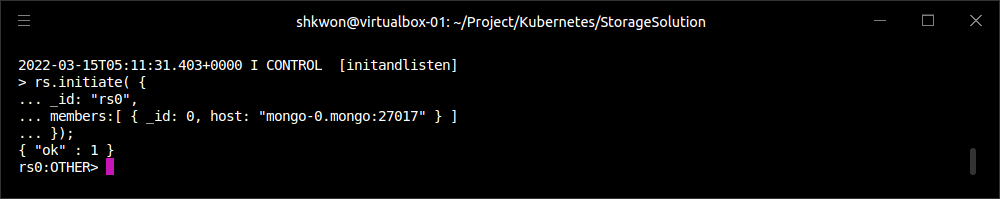 shkwon@virtualbox-01: ~/Project/Kubernetes/StorageSolution
2022-03-15T05:11:31.403+0000 I CONTROL  [initandlisten]
> rs.initiate( {
... _id: "rs0",
... members:[ { _id: 0, host: "mongo-0.mongo:27017" } ]
... });
{ "ok" : 1 }
rs0:OTHER>